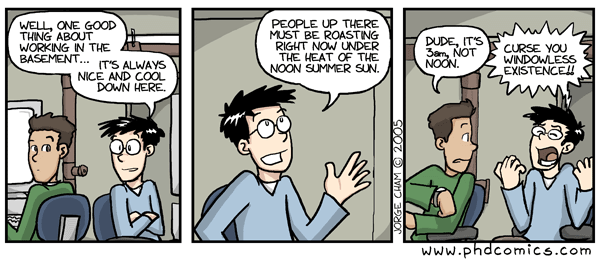 WELL, ONE GOOD
THING ABOUT
WORKING IN THE
BASEMENT...
IT'S ALWAYS
NICE AND COOL
DOWN HERE.
PEOPLE UP THERE
MUST BE ROASTING
RIGHT NOW UNDER
THE HEAT OF THE
NOON SUMMER SUN.
JORGE CHAM © 2005
DUDE, IT'S
3am, NOT
NOON.
CURSE YOU
WINDOWLESS
EXISTENCE!!
www.phdcomics.com